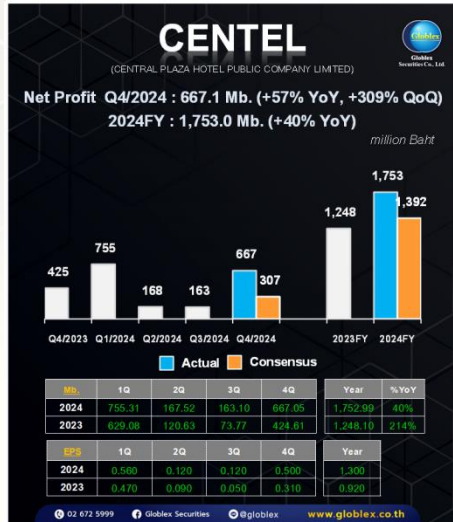 CENTEL
Globlex
Globlex
Securities Co., Ltd.
(CENTRAL PLAZA HOTEL PUBLIC COMPANY LIMITED)
Net Profit Q4/2024 : 667.1 Mb. (+57% YoY, +309% QoQ)
2024FY : 1,753.0 Mb. (+40% YoY)
million Baht
425 755 168 163 667 307 1,248 1,753 1,392
Q4/2023 Q1/2024 Q2/2024 Q3/2024 Q4/2024 2023FY 2024FY
Actual Consensus
Mb. 1Q 2Q 3Q 4Q Year %YoY
2024 755.31 167.52 163.10 667.05 1,752.99 40%
2023 629.08 120.63 73.77 424.61 1,248.10 214%
EPS 1Q 2Q 3Q 4Q Year
2024 0.560 0.120 0.120 0.500 1,300
2023 0.470 0.090 0.050 0.310 0.920
02 672 5999 Globlex Securities @globlex www.globlex.co.th